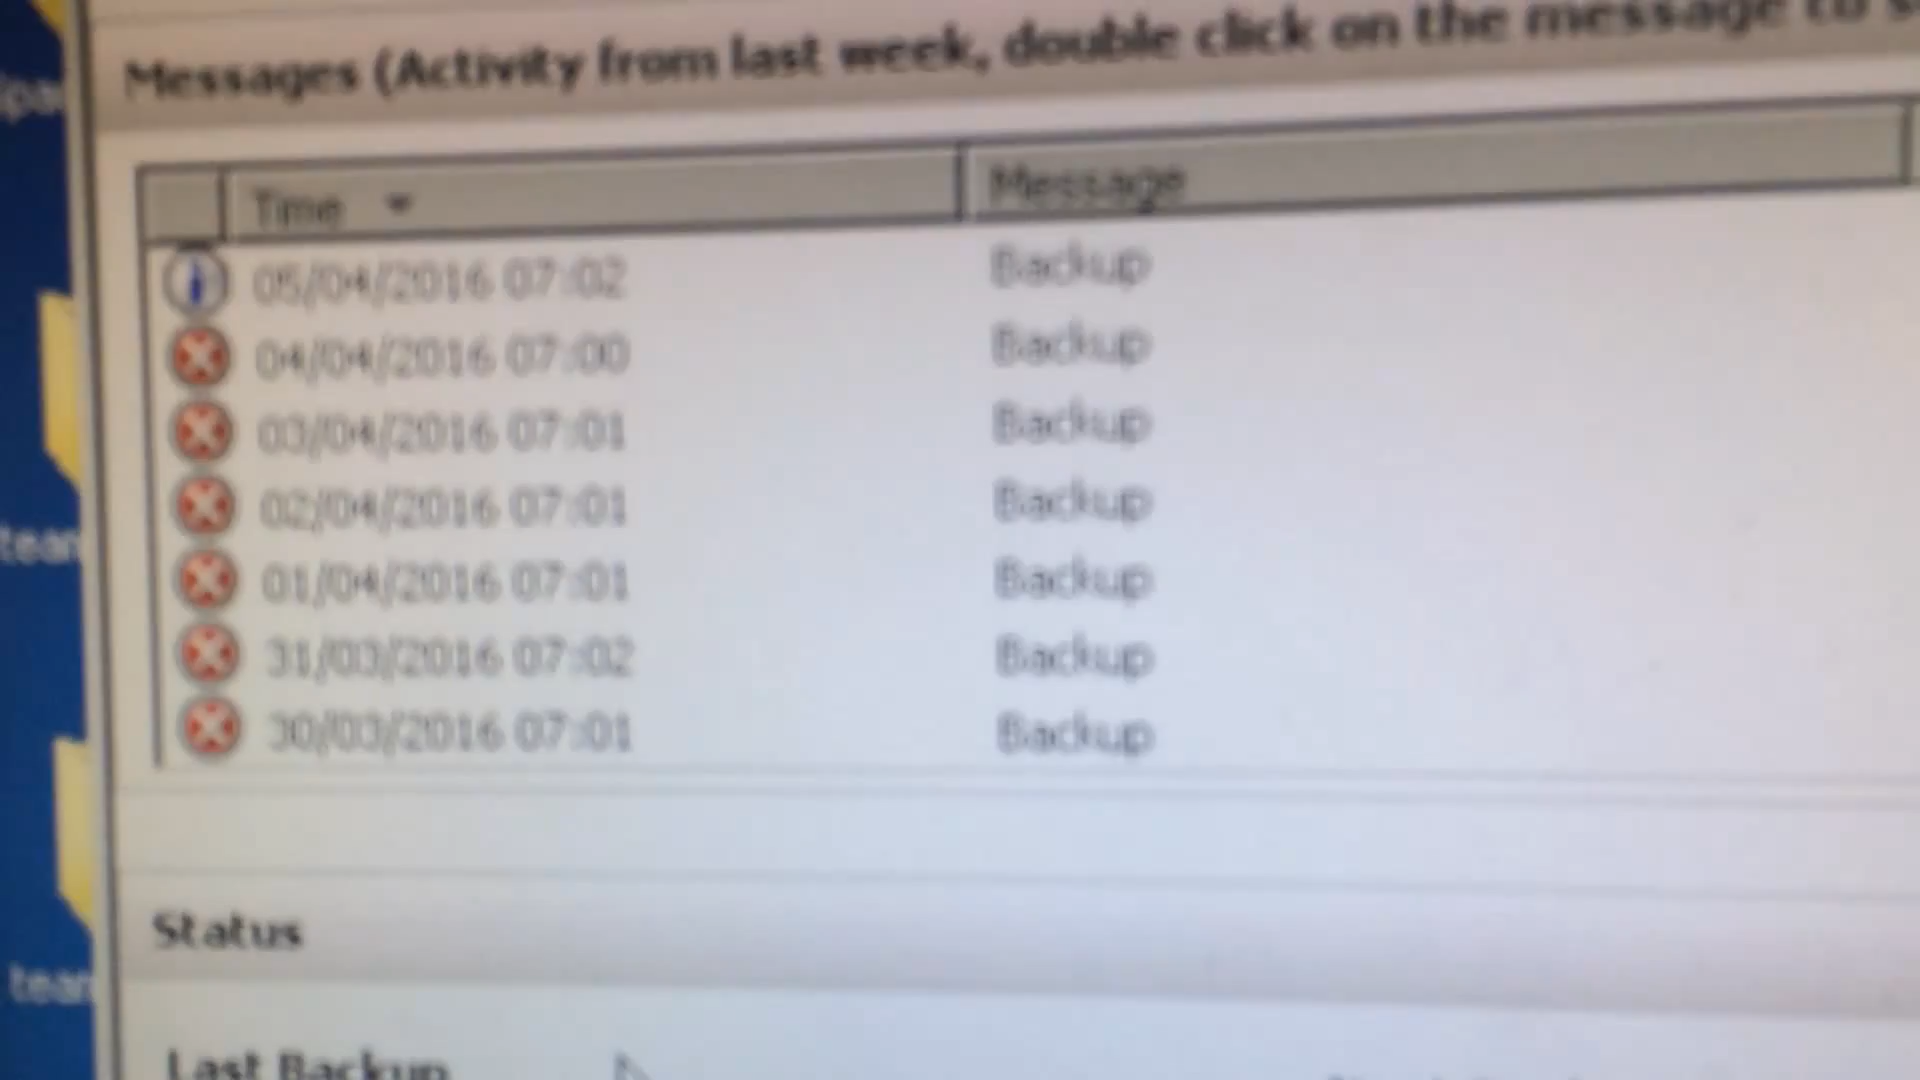 Messages (Activity from last week, double click on the message to s
Time Message
05/04/2016 07:02 Backup
04/04/2016 07:00 Backup
03/04/2016 07:01 Backup
02/04/2016 07:01 Backup
01/04/2016 07:01 Backup
31/03/2016 07:02 Backup
30/03/2016 07:01 Backup
Status
Last Backup
tean
tean